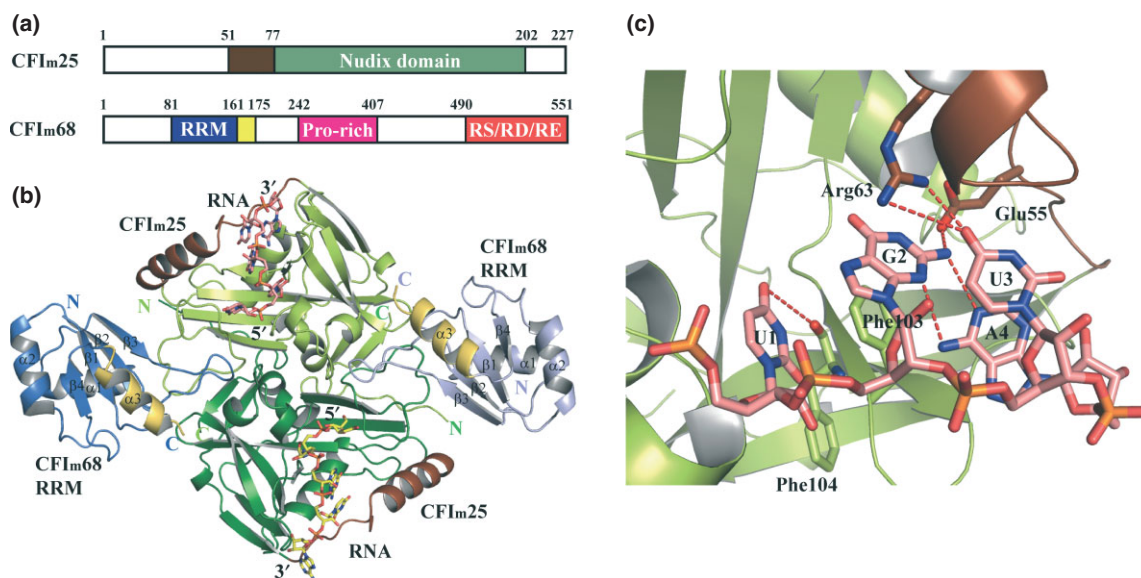 (a)
1 51 77 202 227
CFIm25 Nudix domain
1 81 161 175 242 407 490 551
CFIm68 RRM Pro-rich RS/RD/RE
(b)
3′
RNA
CFIm25
CFIm68
RRM
N
N
5′
C
C
α2
β1
β2
β3
β4
α1
α3
C
C
α3
β4
β1
α1
α2
β2
β3
N
N
5′
CFIm68
RRM
CFIm25
RNA
3′
(c)
Arg63
Glu55
G2
U3
Phe103
U1
A4
Phe104